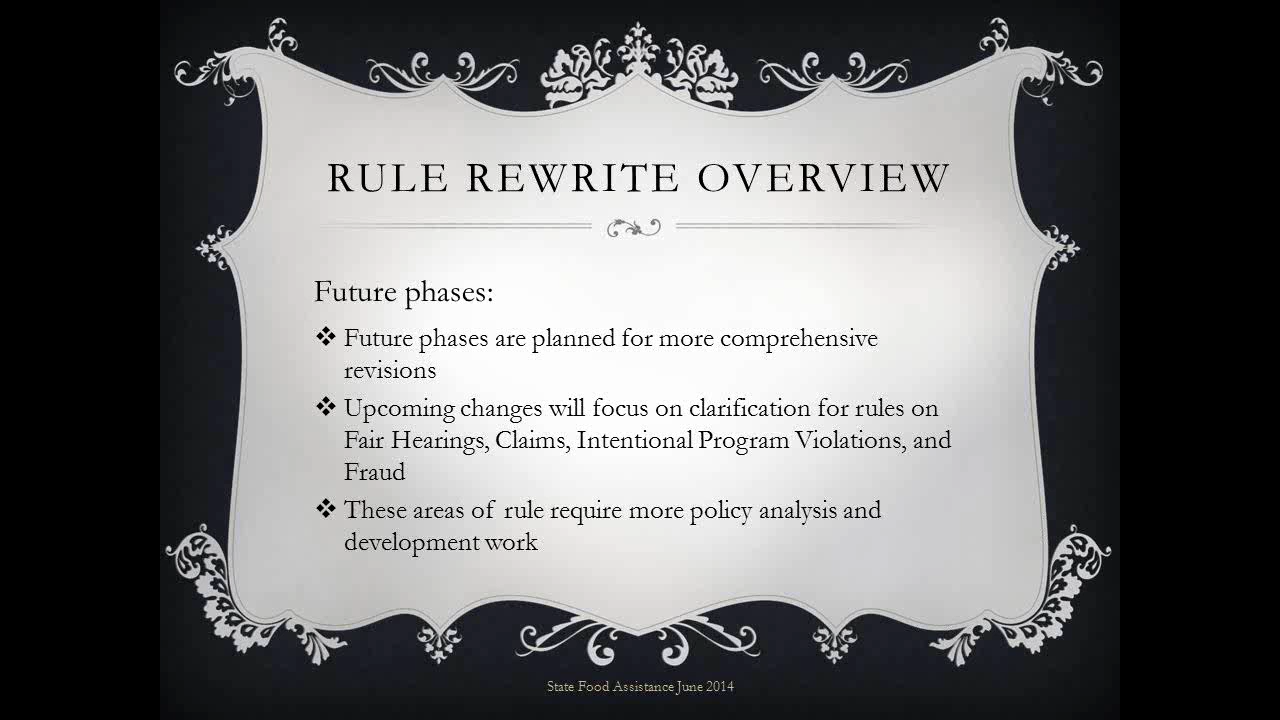 RULE REWRITE OVERVIEW
Future phases:
❖ Future phases are planned for more comprehensive
revisions
❖ Upcoming changes will focus on clarification for rules on
Fair Hearings, Claims, Intentional Program Violations, and
Fraud
❖ These areas of rule require more policy analysis and
development work
State Food Assistance June 2014